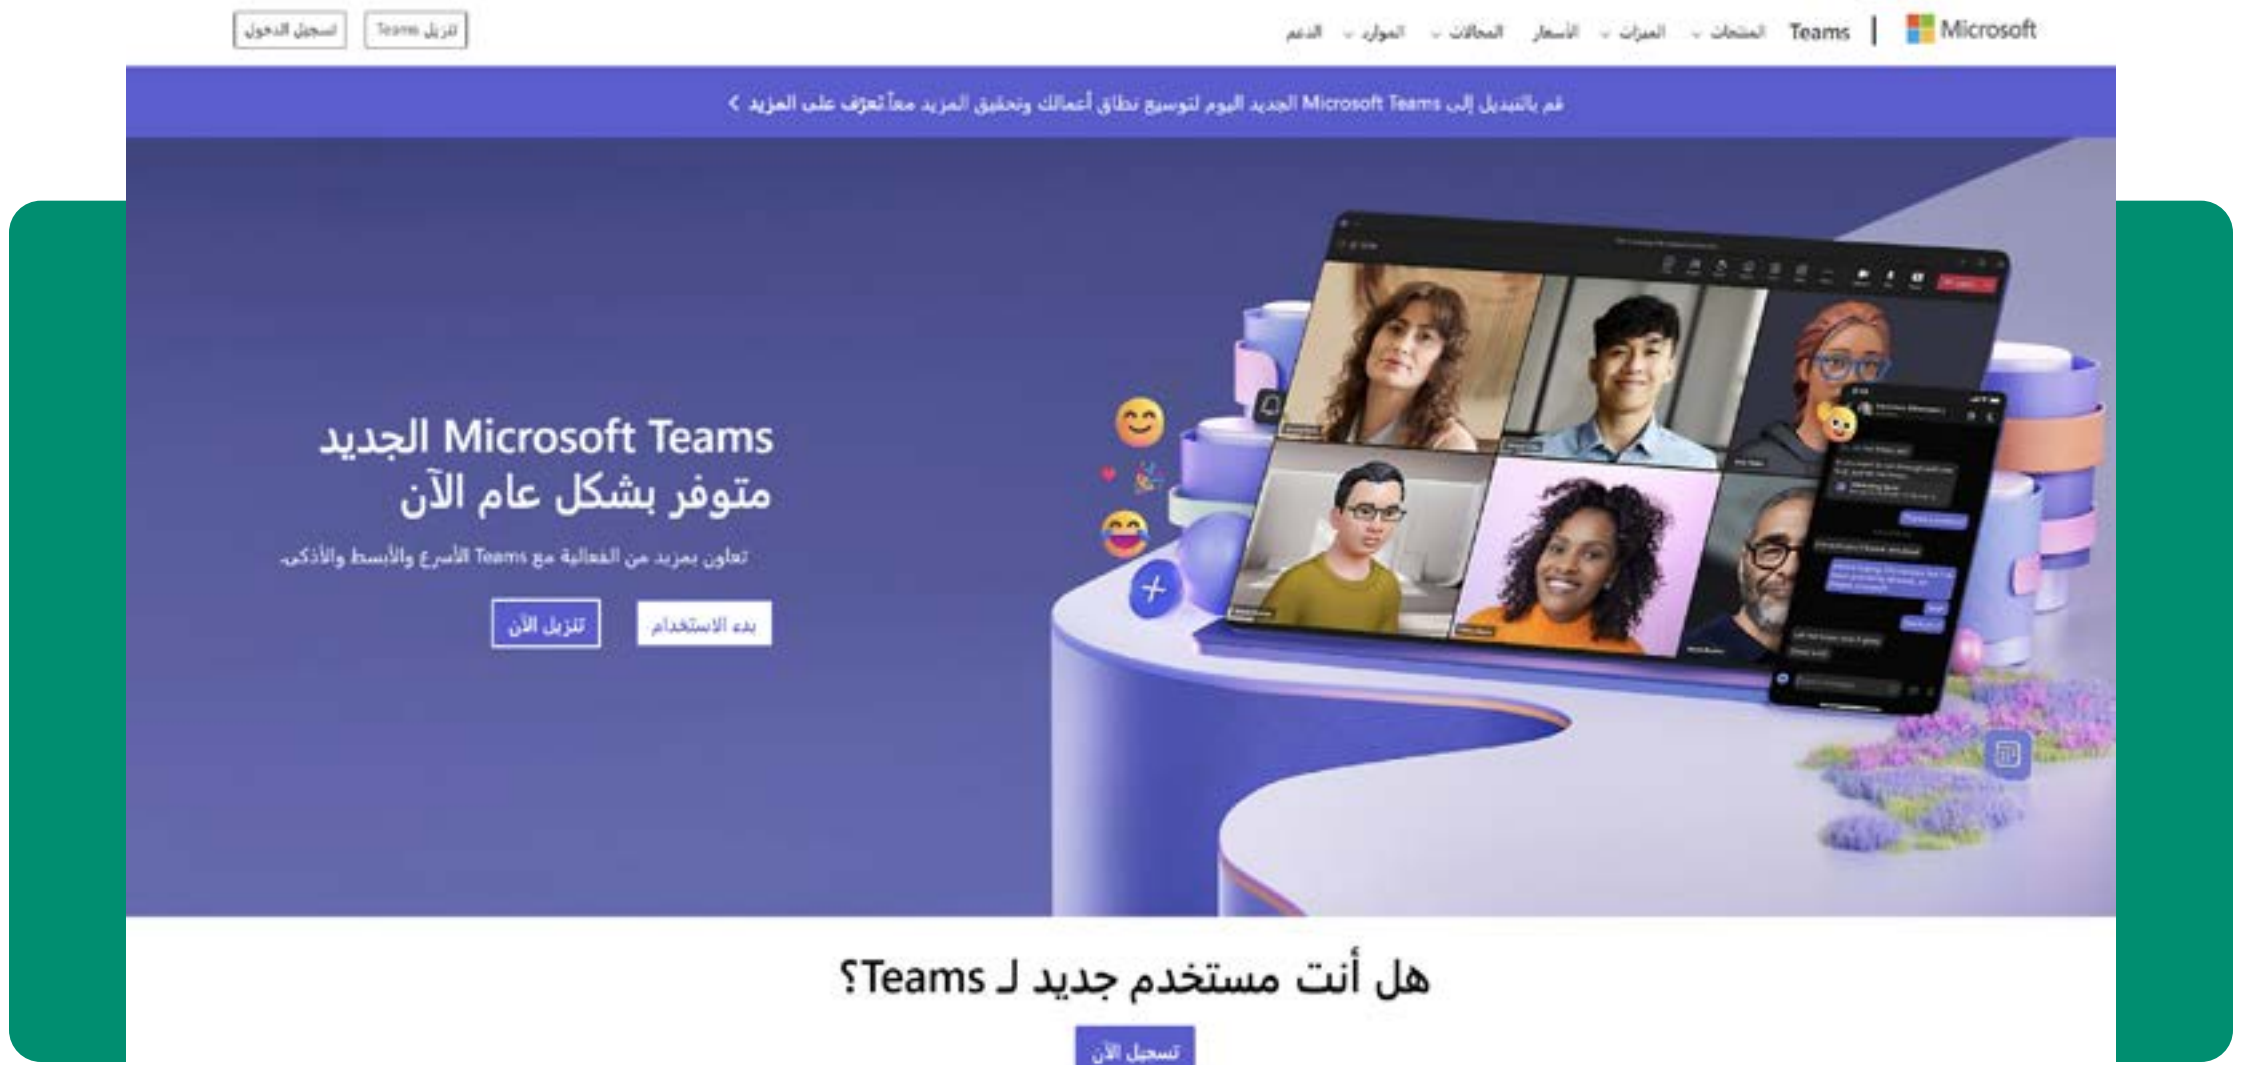 Microsoft | Teams المنتجات الميزات الأسعار المجالات الموارد الدعم
تنزيل Teams تسجيل الدخول
قم بالتبديل إلى Microsoft Teams الجديد اليوم لتوسيع نطاق أعمالك وتحقيق المزيد معاً.تعرّف على المزيد >
Microsoft Teams الجديد
متوفر بشكل عام الآن
تعاون بمزيد من الفعالية مع Teams الأسرع والأبسط والأذكى.
بدء الاستخدام
تنزيل الآن
هل أنت مستخدم جديد لـ Teams؟
تسجيل الآن